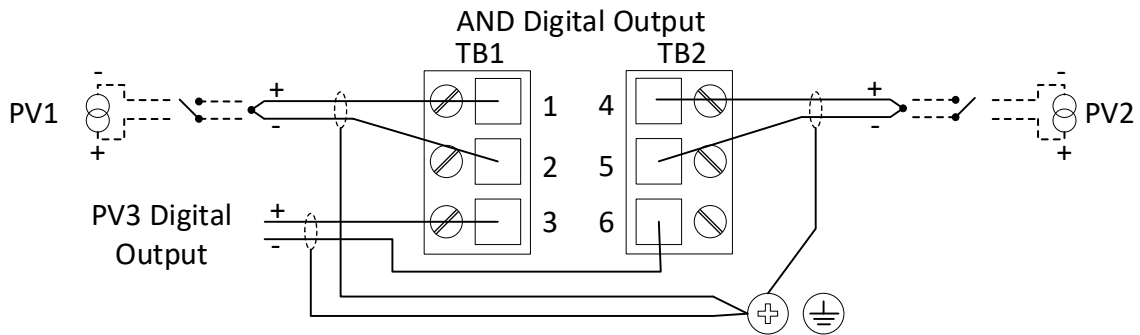 AND Digital Output
TB1 TB2
- + - 1 4 + - -
PV1 PV2
+ 2 5 +
PV3 Digital
Output
+ - 3 6